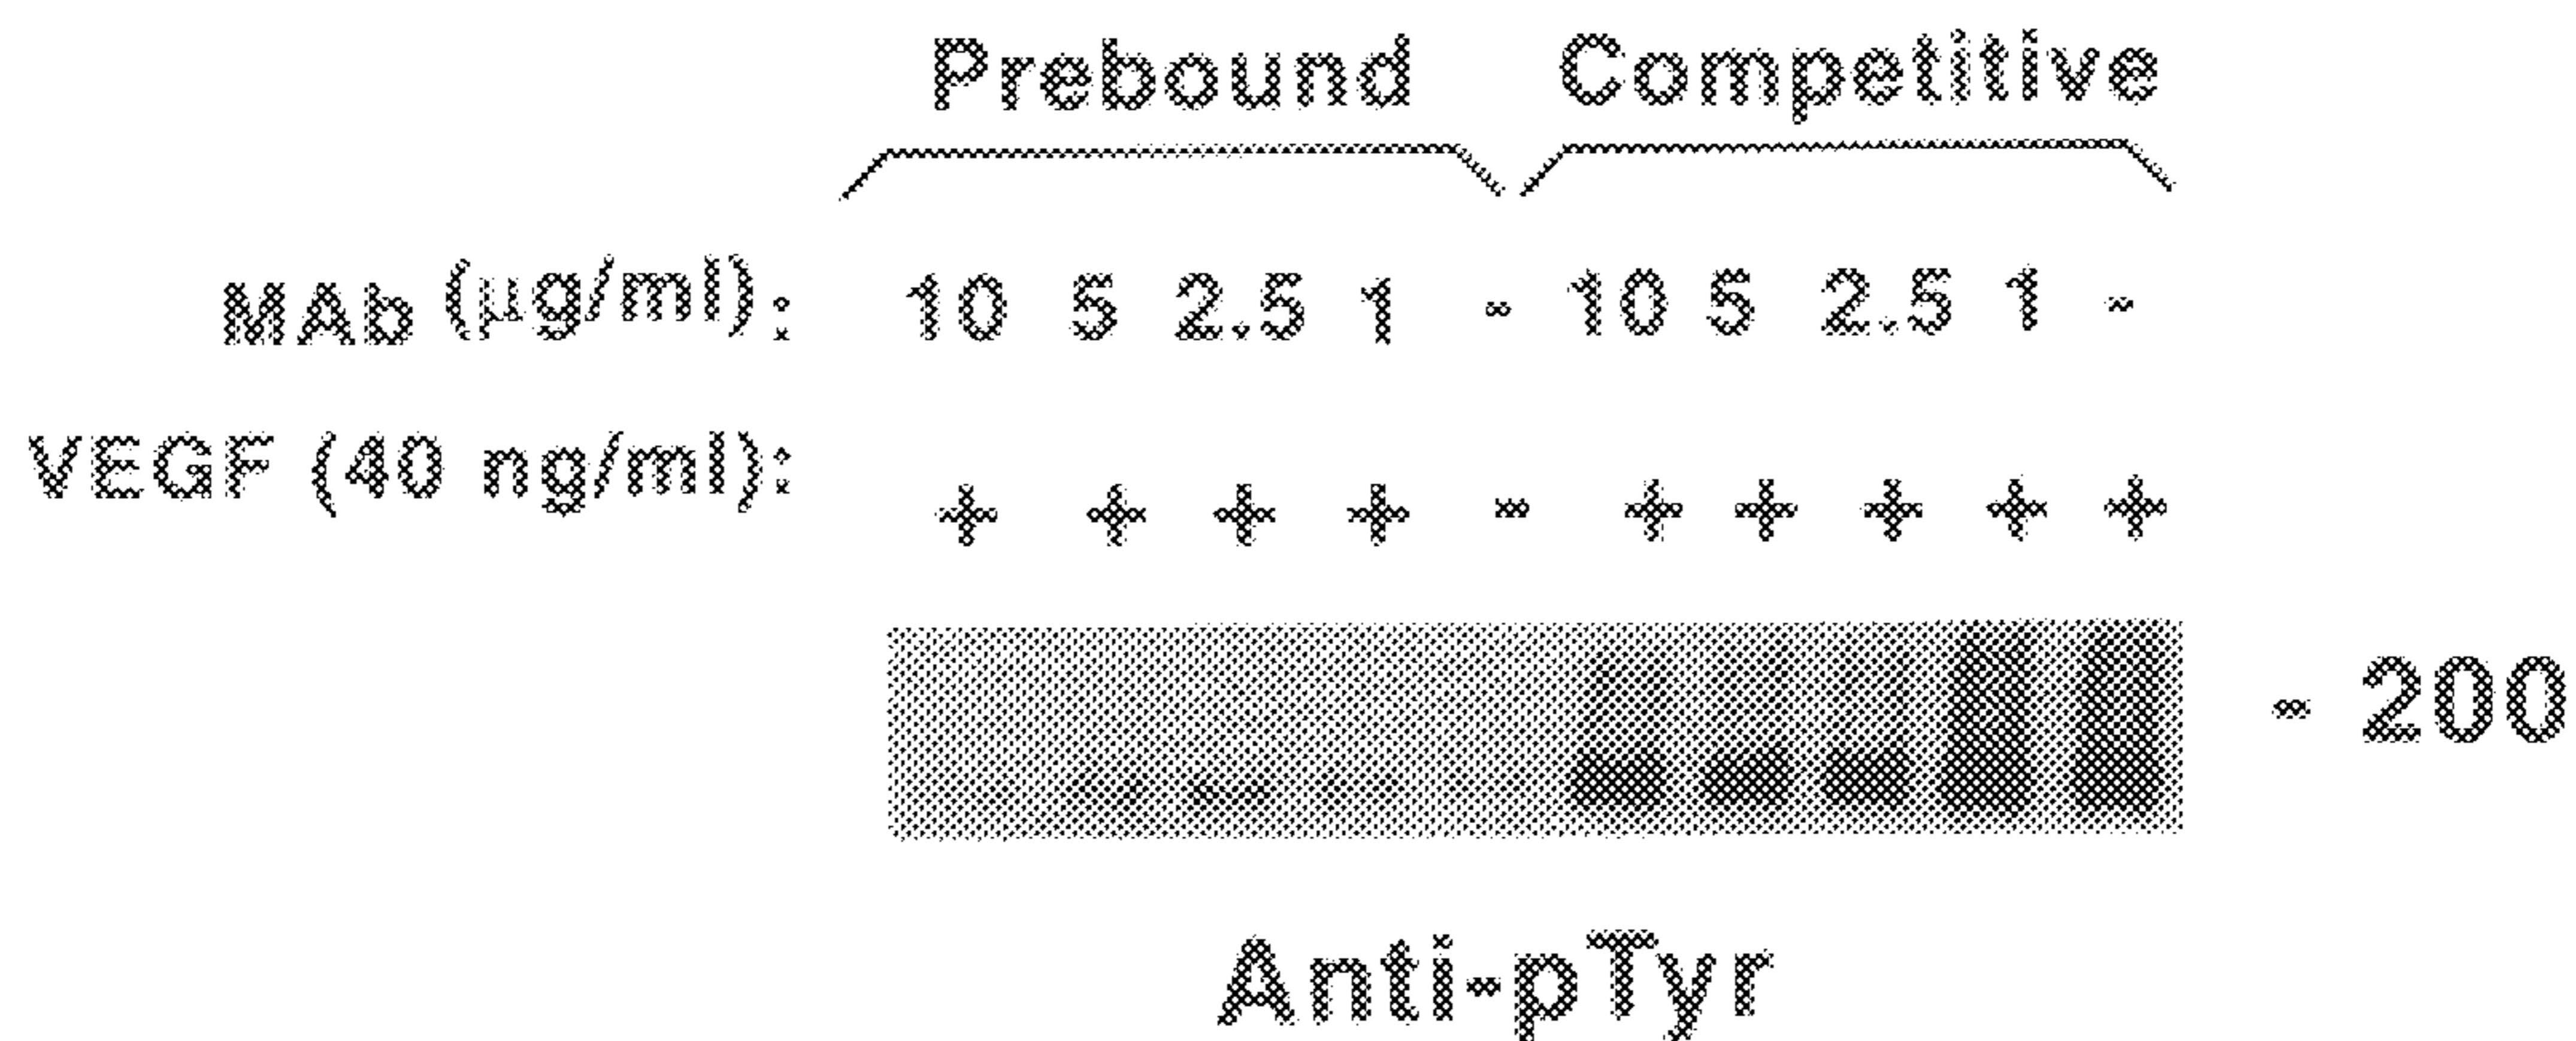 Prebound Competitive
MAb (µg/ml): 10 5 2.5 1 - 10 5 2.5 1 -
VEGF (40 ng/ml): + + + + - + + + + +
- 200
Anti-pTyr